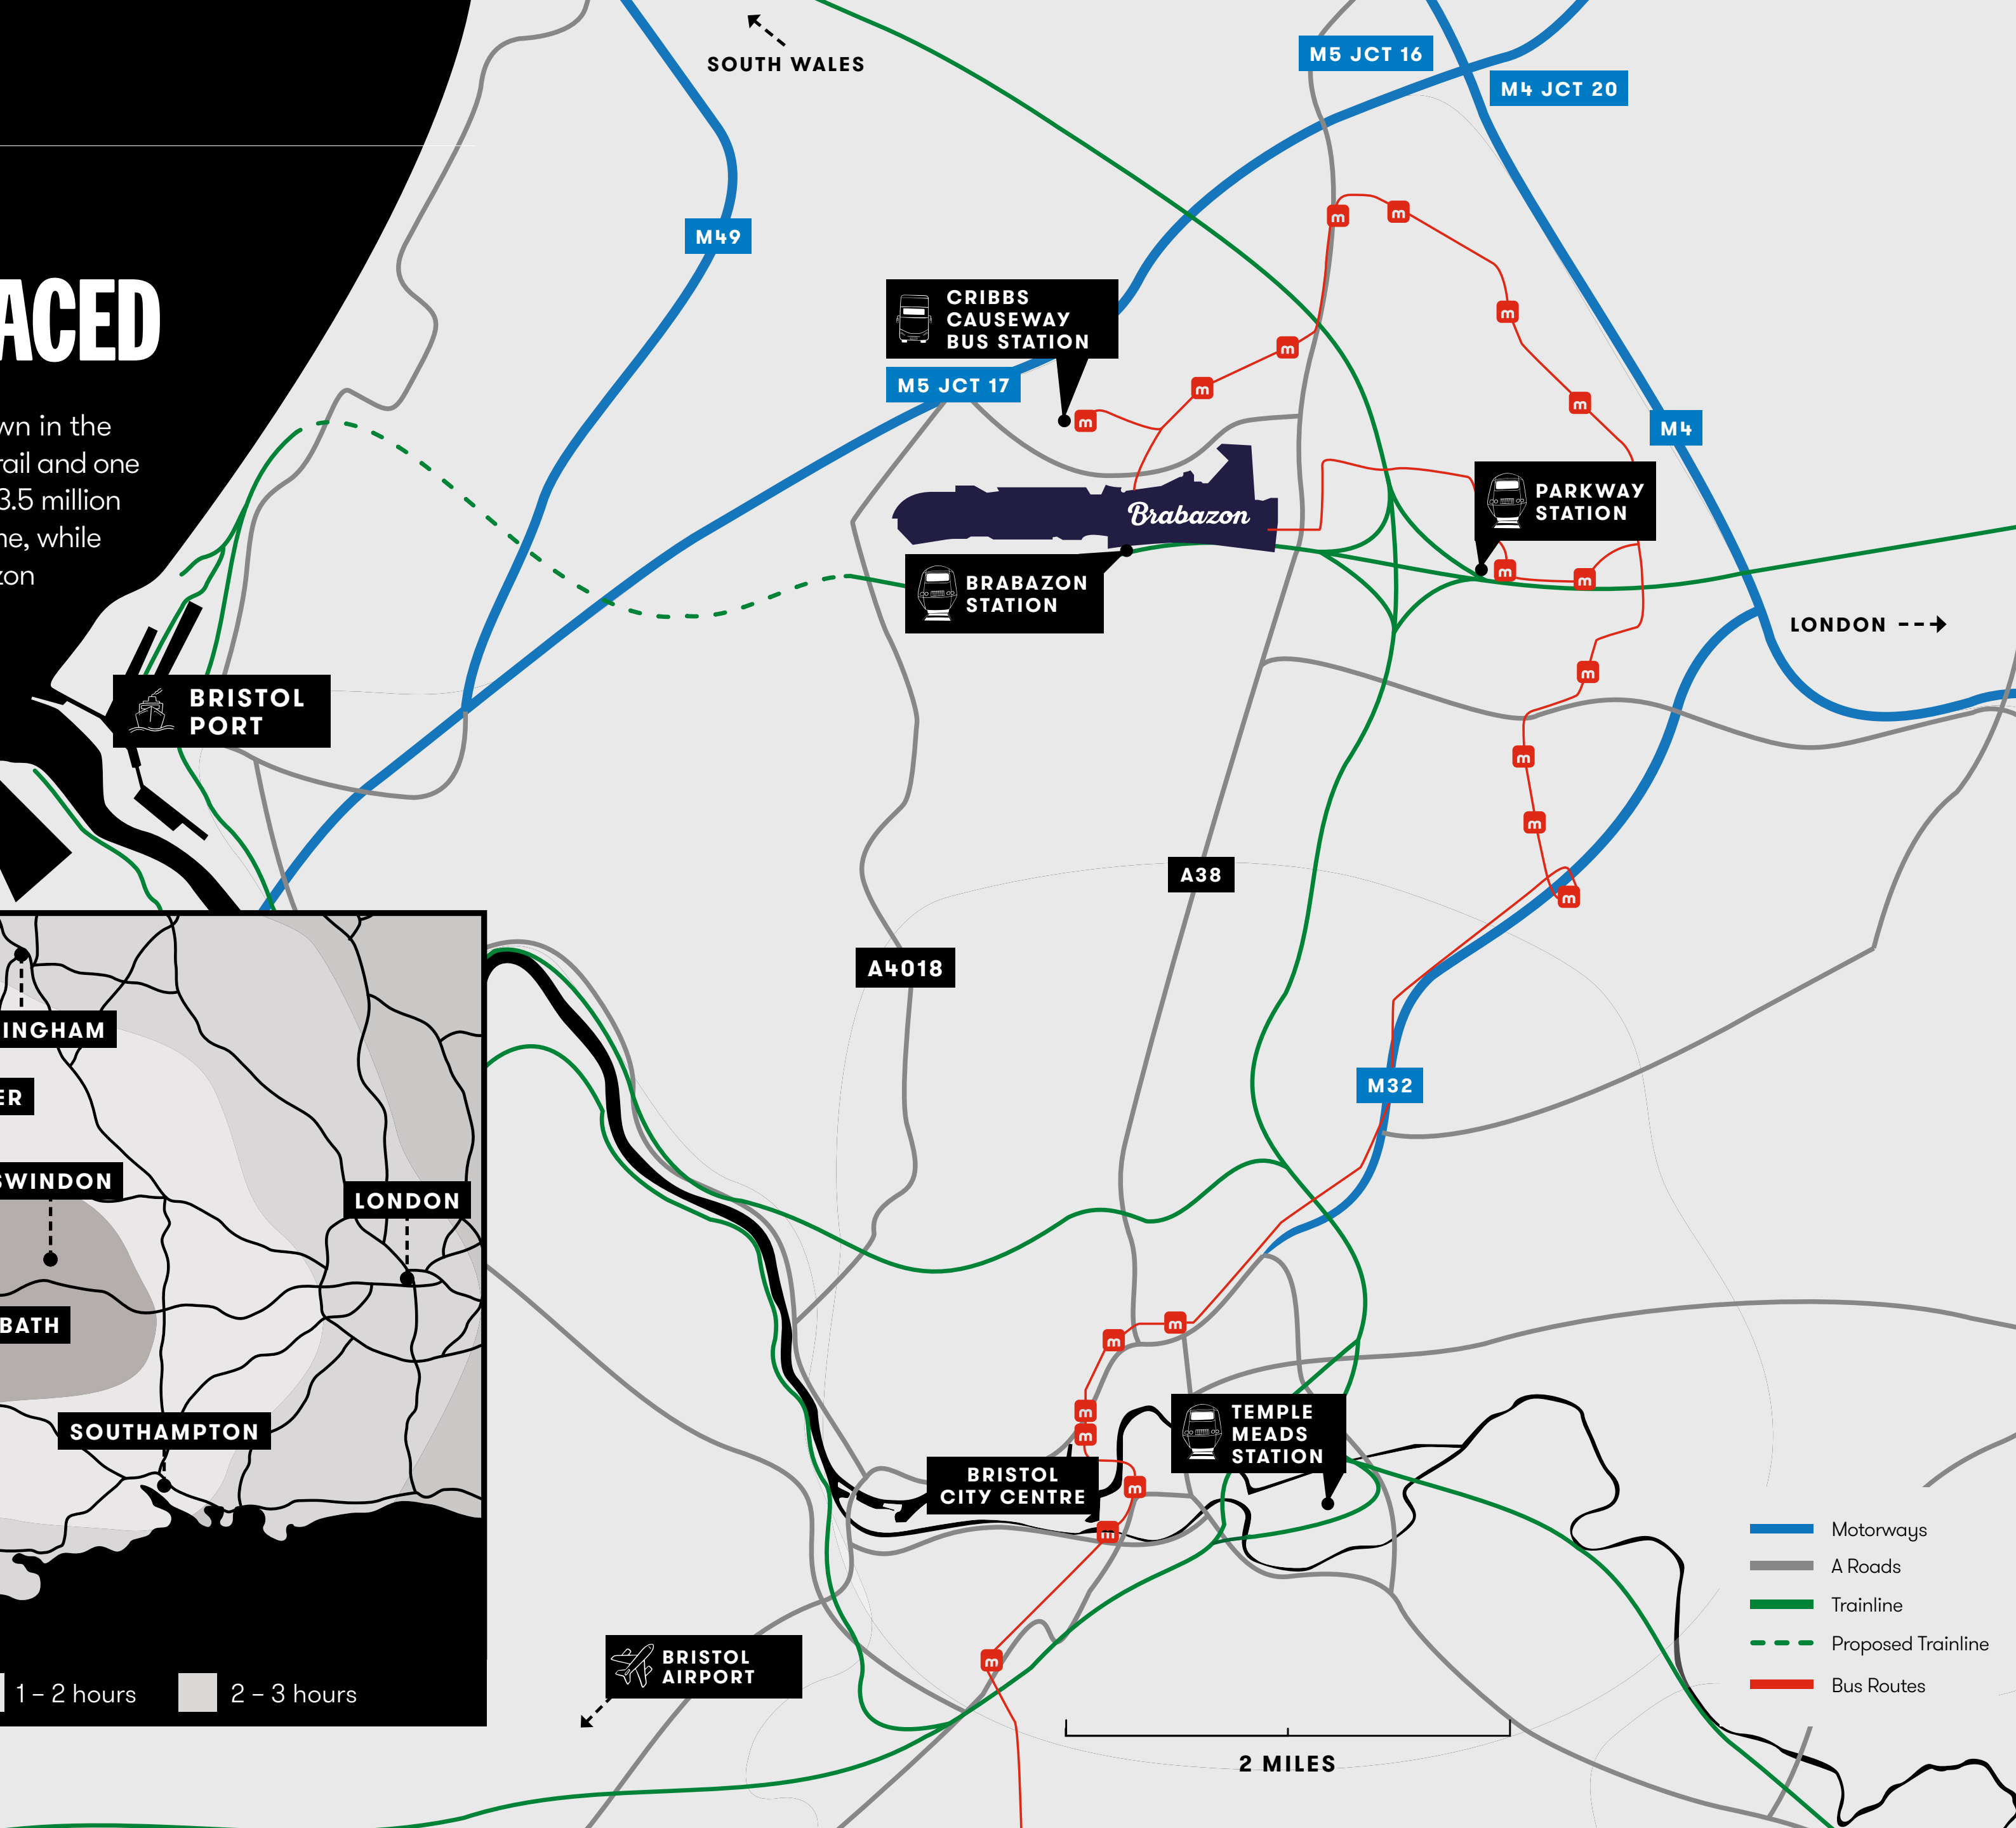 ACED
wn in the
rail and one
3.5 million
ne, while
zon
SOUTH WALES
M5 JCT 16
M4 JCT 20
M49
CRIBBS
CAUSEWAY
BUS STATION
M5 JCT 17
m
m
m
m
m
m
m
M4
Brabazon
PARKWAY
STATION
BRABAZON
STATION
m
m
LONDON
BRISTOL
PORT
m
m
m
m
A38
A4018
M32
INGHAM
ER
SWINDON
LONDON
BATH
SOUTHAMPTON
1 – 2 hours
2 – 3 hours
m
m
m
m
m
m
m
TEMPLE
MEADS
STATION
BRISTOL
CITY CENTRE
BRISTOL
AIRPORT
2 MILES
Motorways
A Roads
Trainline
Proposed Trainline
Bus Routes